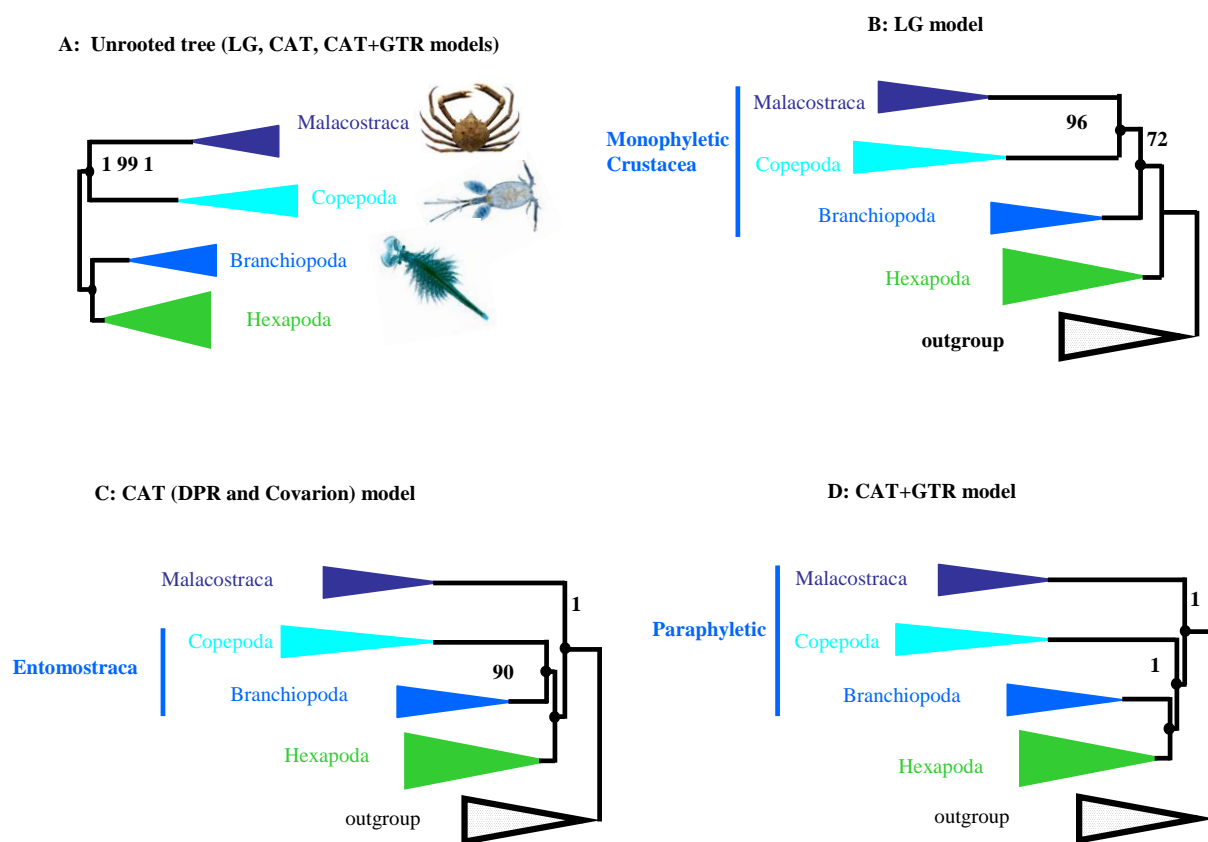 A: Unrooted tree (LG, CAT, CAT+GTR models)
Malacostraca
1 99 1
Copepoda
Branchiopoda
Hexapoda
B: LG model
Malacostraca
Monophyletic
Crustacea
96
72
Copepoda
Branchiopoda
Hexapoda
outgroup
C: CAT (DPR and Covarion) model
Malacostraca
1
Copepoda
Entomostraca
90
Branchiopoda
Hexapoda
outgroup
D: CAT+GTR model
Malacostraca
1
Paraphyletic
Copepoda
1
Branchiopoda
Hexapoda
outgroup